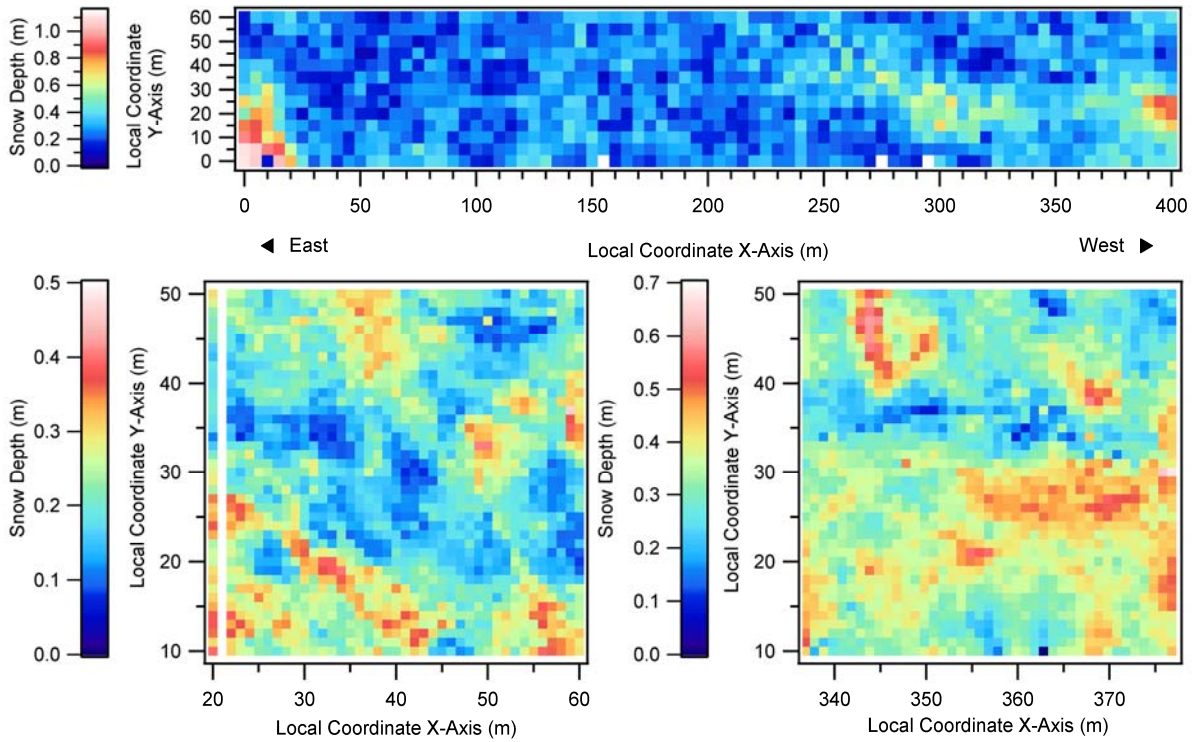 Snow Depth (m)
1.0
0.8
0.6
0.4
0.2
0.0
Local Coordinate
Y-Axis (m)
60
50
40
30
20
10
0
0 50 100 150 200 250 300 350 400
◄ East
Local Coordinate X-Axis (m)
West ►
Snow Depth (m)
0.5
0.4
0.3
0.2
0.1
0.0
Local Coordinate Y-Axis (m)
50
40
30
20
10
20 30 40 50 60
Local Coordinate X-Axis (m)
Snow Depth (m)
0.7
0.6
0.5
0.4
0.3
0.2
0.1
0.0
Local Coordinate Y-Axis (m)
50
40
30
20
10
340 350 360 370
Local Coordinate X-Axis (m)